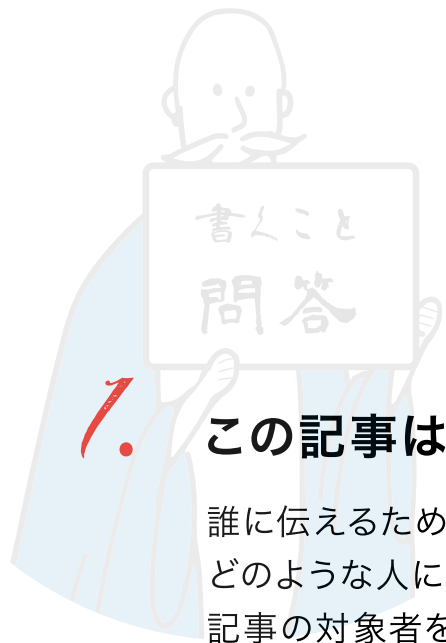 書くこと
問答
1.
この記事は
誰に伝えるため
どのような人に
記事の対象者を